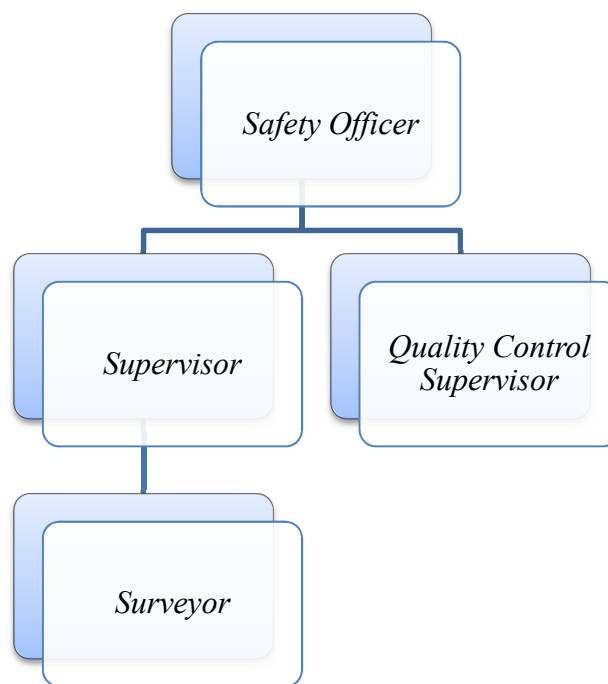 Safety Officer
Supervisor
Quality Control
Supervisor
Surveyor